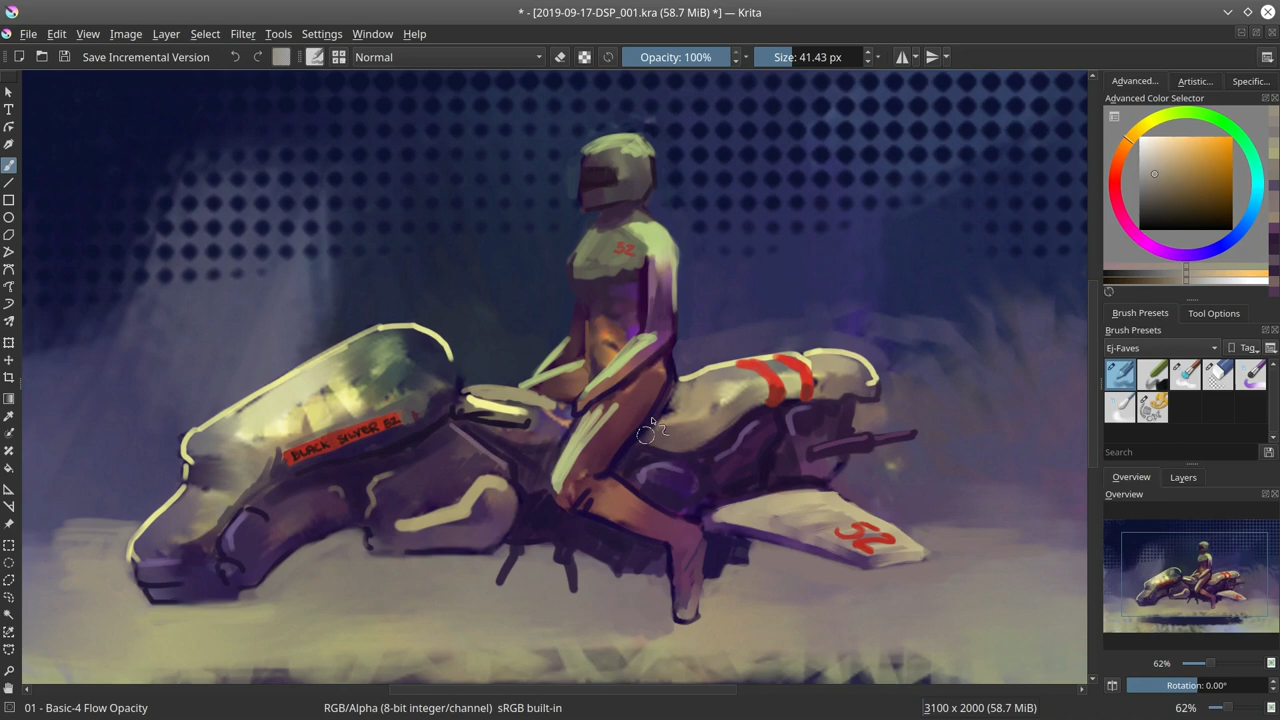 * - [2019-09-17-DSP_001.kra (58.7 MiB) *] — Krita
File Edit View Image Layer Select Filter Tools Settings Window Help
Save Incremental Version Normal Opacity: 100% Size: 41.43 px
Advanced... Artistic... Specific...
Advanced Color Selector
52
BLACK SILVER 82
52
Brush Presets Tool Options
Brush Presets
Ej-Faves Tag
Search
Overview Layers
Overview
62%
Rotation: 0.00°
01 - Basic-4 Flow Opacity RGB/Alpha (8-bit integer/channel) sRGB built-in 3100 x 2000 (58.7 MiB) 62%